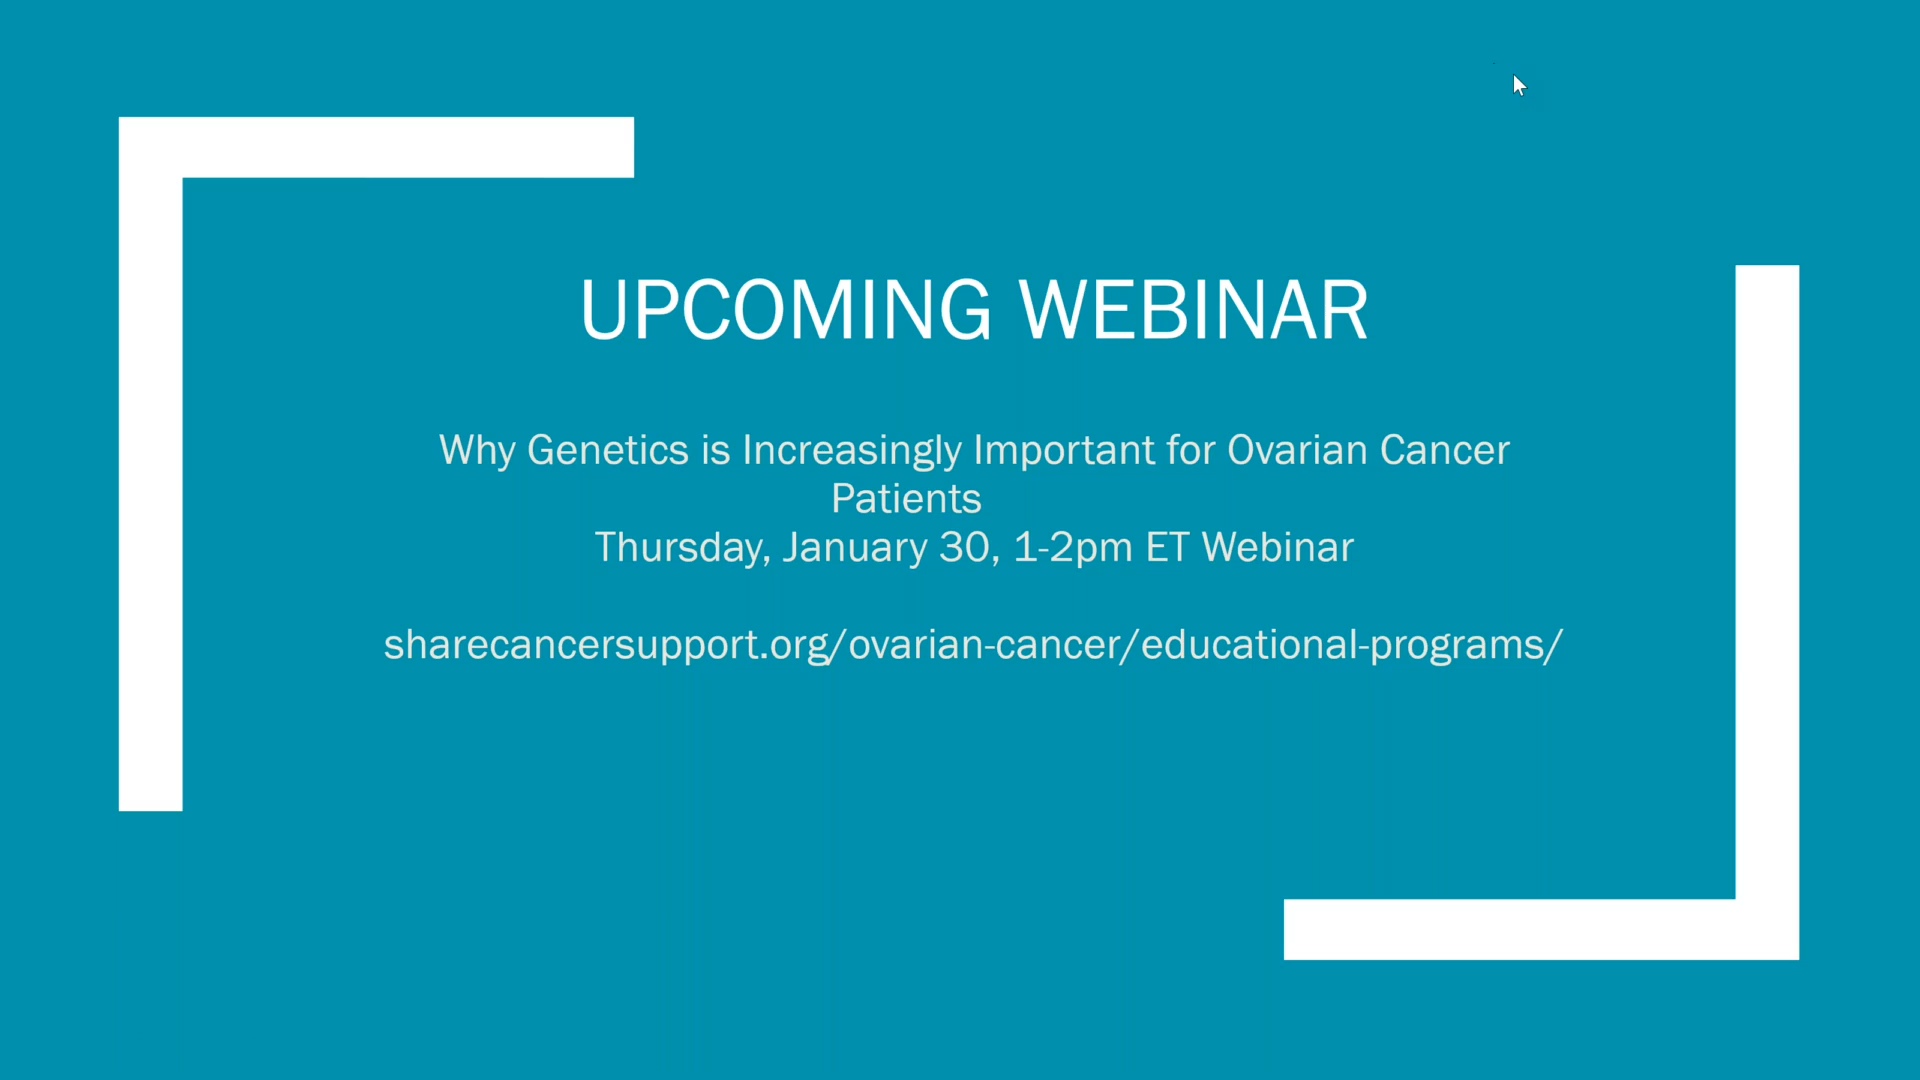 UPCOMING WEBINAR
Why Genetics is Increasingly Important for Ovarian Cancer
Patients
Thursday, January 30, 1-2pm ET Webinar
sharecancersupport.org/ovarian-cancer/educational-programs/